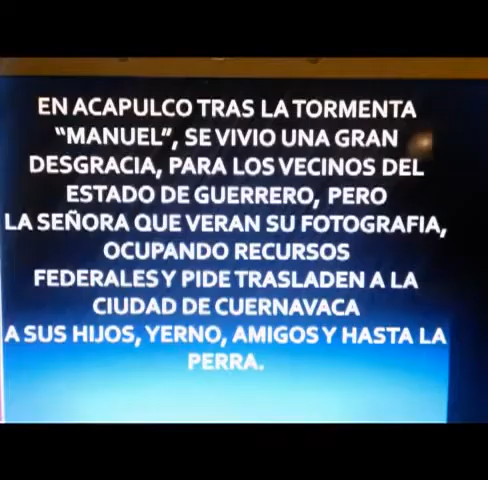 EN ACAPULCO TRAS LA TORMENTA
"MANUEL", SE VIVIO UNA GRAN
DESGRACIA, PARA LOS VECINOS DEL
ESTADO DE GUERRERO, PERO
LA SEÑORA QUE VERAN SU FOTOGRAFIA,
OCUPANDO RECURSOS
FEDERALES Y PIDE TRASLADEN A LA
CIUDAD DE CUERNAVACA
A SUS HIJOS, YERNO, AMIGOS Y HASTA LA
PERRA.